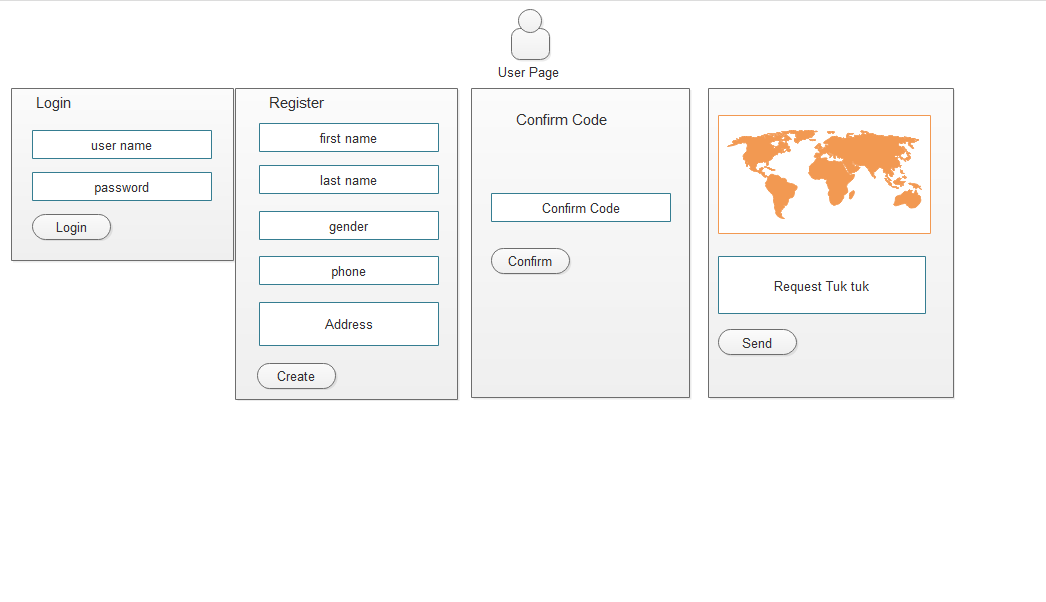 User Page
Login
user name
password
Login
Register
first name
last name
gender
phone
Address
Create
Confirm Code
Confirm Code
Confirm
Request Tuk tuk
Send